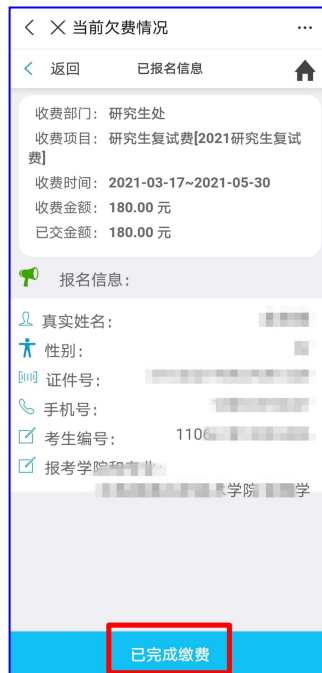 当前欠费情况
返回 已报名信息
收费部门： 研究生处
收费项目： 研究生复试费[2021研究生复试
费]
收费时间： 2021-03-17~2021-05-30
收费金额： 180.00 元
已交金额： 180.00 元
报名信息：
真实姓名：
性别：
证件号：
手机号：
考生编号： 1106
报考学院和专业
学院 学
已完成缴费